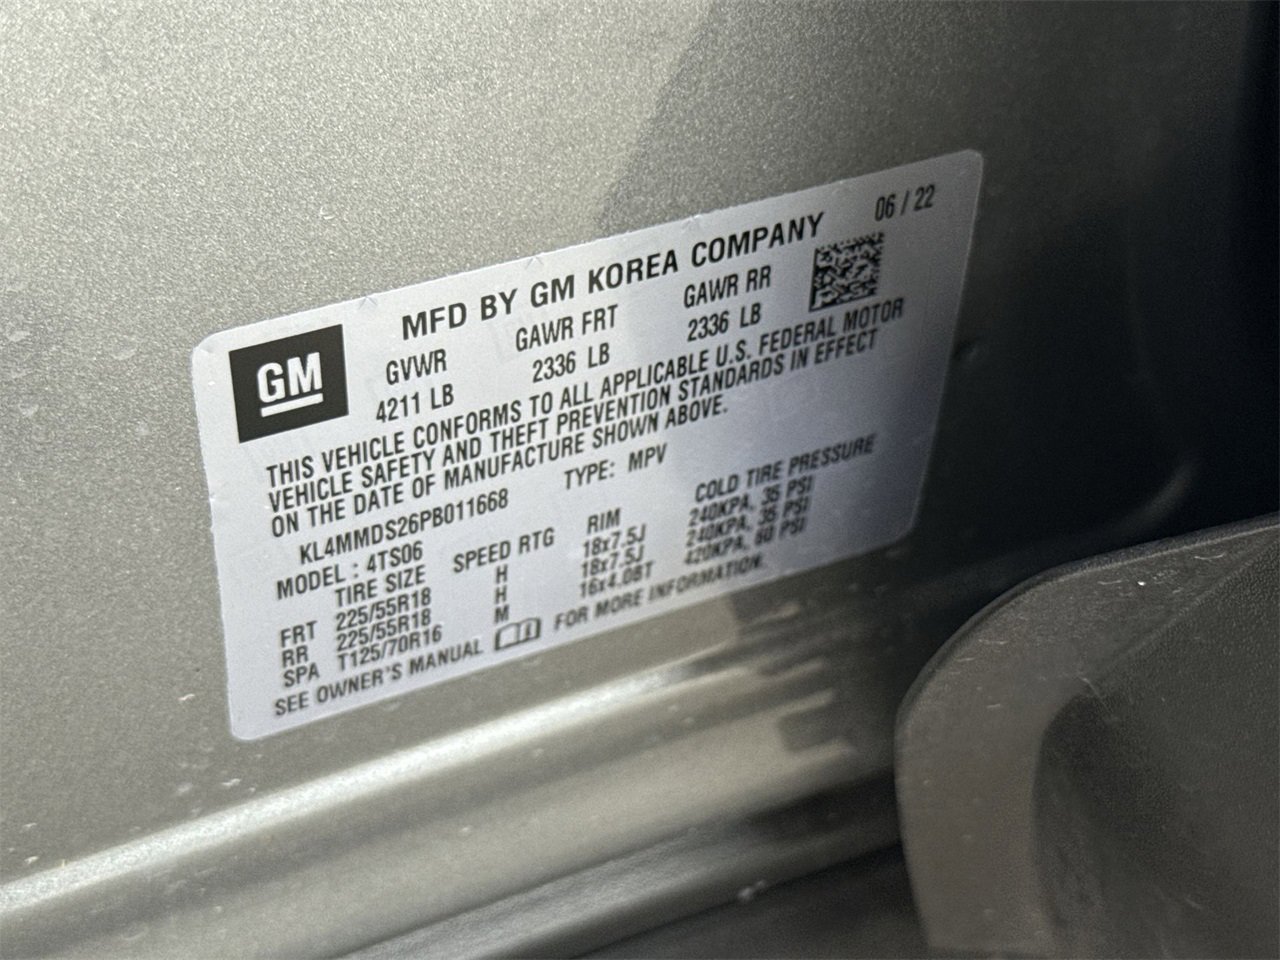 06 / 22
MFD BY GM KOREA COMPANY
GM
GVWR GAWR FRT GAWR RR
4211 LB 2336 LB 2336 LB
THIS VEHICLE CONFORMS TO ALL APPLICABLE U.S. FEDERAL MOTOR
VEHICLE SAFETY AND THEFT PREVENTION STANDARDS IN EFFECT
ON THE DATE OF MANUFACTURE SHOWN ABOVE.
KL4MMDS26PB011668 TYPE: MPV
MODEL : 4TS06
TIRE SIZE SPEED RTG RIM COLD TIRE PRESSURE
FRT 225/55R18 H 18x7.5J 240KPA, 35 PSI
RR 225/55R18 H 18x7.5J 240KPA, 35 PSI
SPA T125/70R16 M 16x4.0BT 420KPA, 60 PSI
SEE OWNER'S MANUAL FOR MORE INFORMATION.